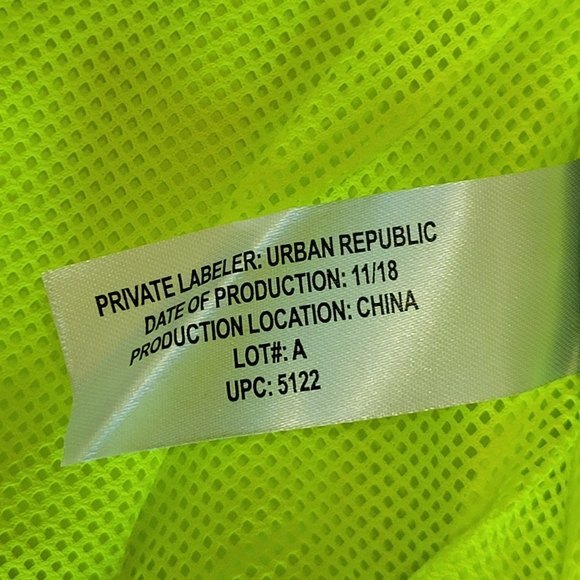 PRIVATE LABELER: URBAN REPUBLIC
DATE OF PRODUCTION: 11/18
PRODUCTION LOCATION: CHINA
LOT#: A
UPC: 5122